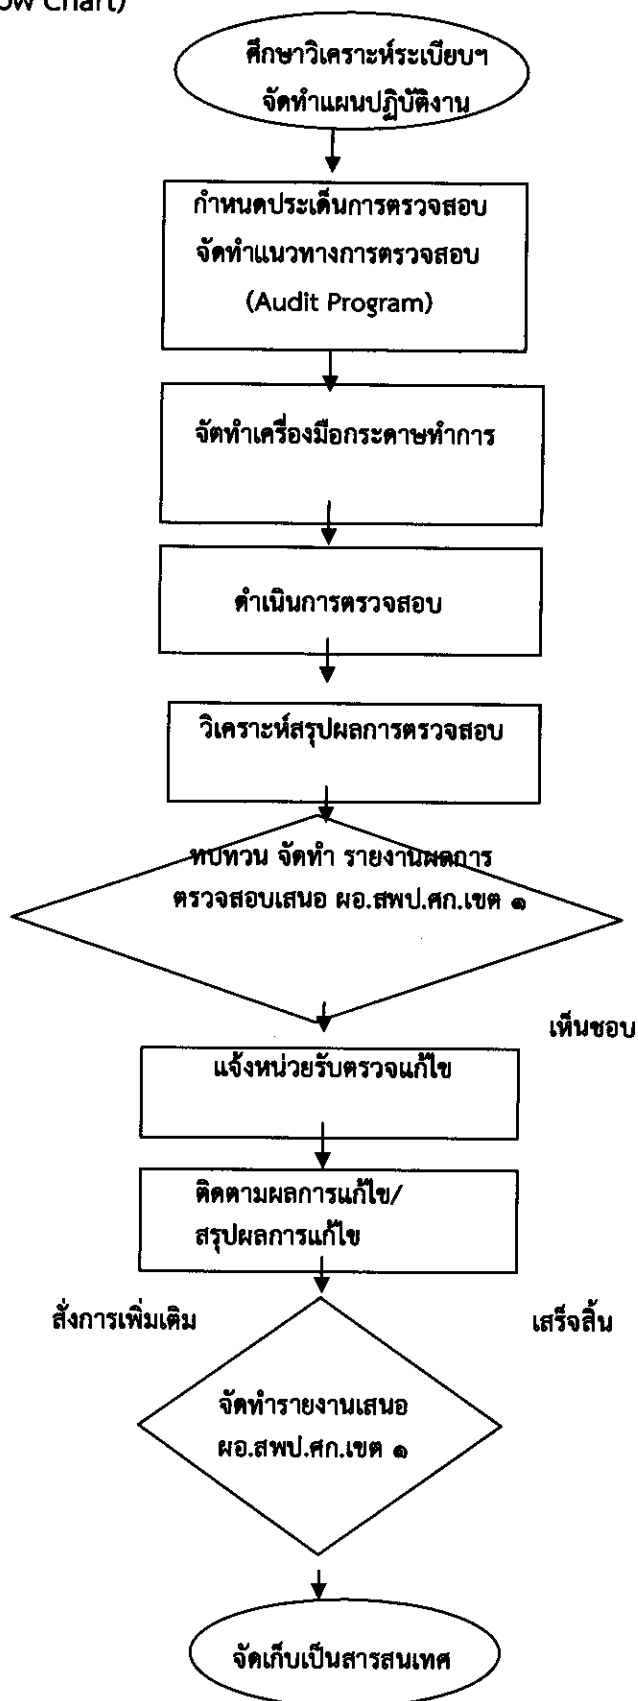 ow Chart)
ศึกษาวิเคราะห์ระเบียบฯ
จัดทำแผนปฏิบัติงาน
กำหนดประเด็นการตรวจสอบ
จัดทำแนวทางการตรวจสอบ
(Audit Program)
จัดทำเครื่องมือกระดาษทำการ
ดำเนินการตรวจสอบ
วิเคราะห์สรุปผลการตรวจสอบ
ทบทวน จัดทำ รายงานผลการ
ตรวจสอบเสนอ ผอ.สพป.ศก.เขต ๑
เห็นชอบ
แจ้งหน่วยรับตรวจแก้ไข
ติดตามผลการแก้ไข/
สรุปผลการแก้ไข
สั่งการเพิ่มเติม
เสร็จสิ้น
จัดทำรายงานเสนอ
ผอ.สพป.ศก.เขต ๑
จัดเก็บเป็นสารสนเทศ